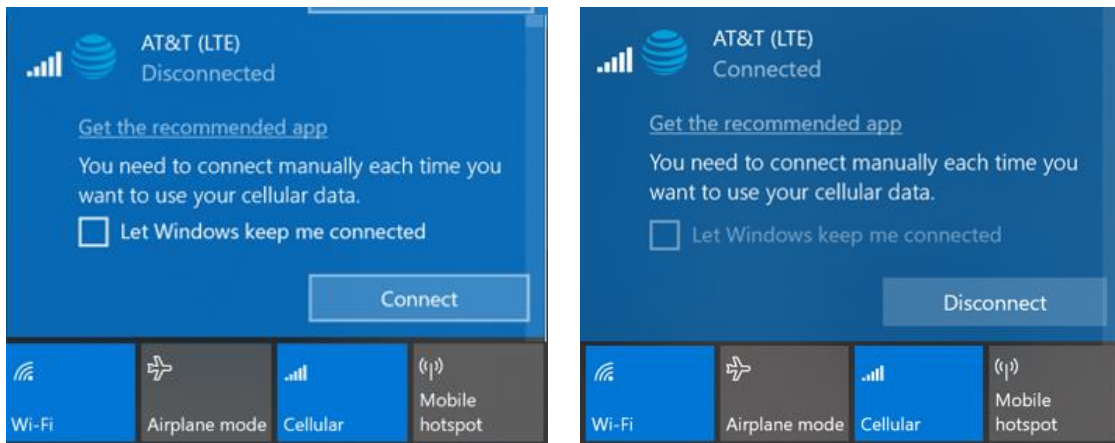 AT&T (LTE)
Disconnected
Get the recommended app
You need to connect manually each time you
want to use your cellular data.
Let Windows keep me connected
Connect
Wi-Fi
Airplane mode
Cellular
Mobile
hotspot
AT&T (LTE)
Connected
Get the recommended app
You need to connect manually each time you
want to use your cellular data.
Let Windows keep me connected
Disconnect
Wi-Fi
Airplane mode
Cellular
Mobile
hotspot